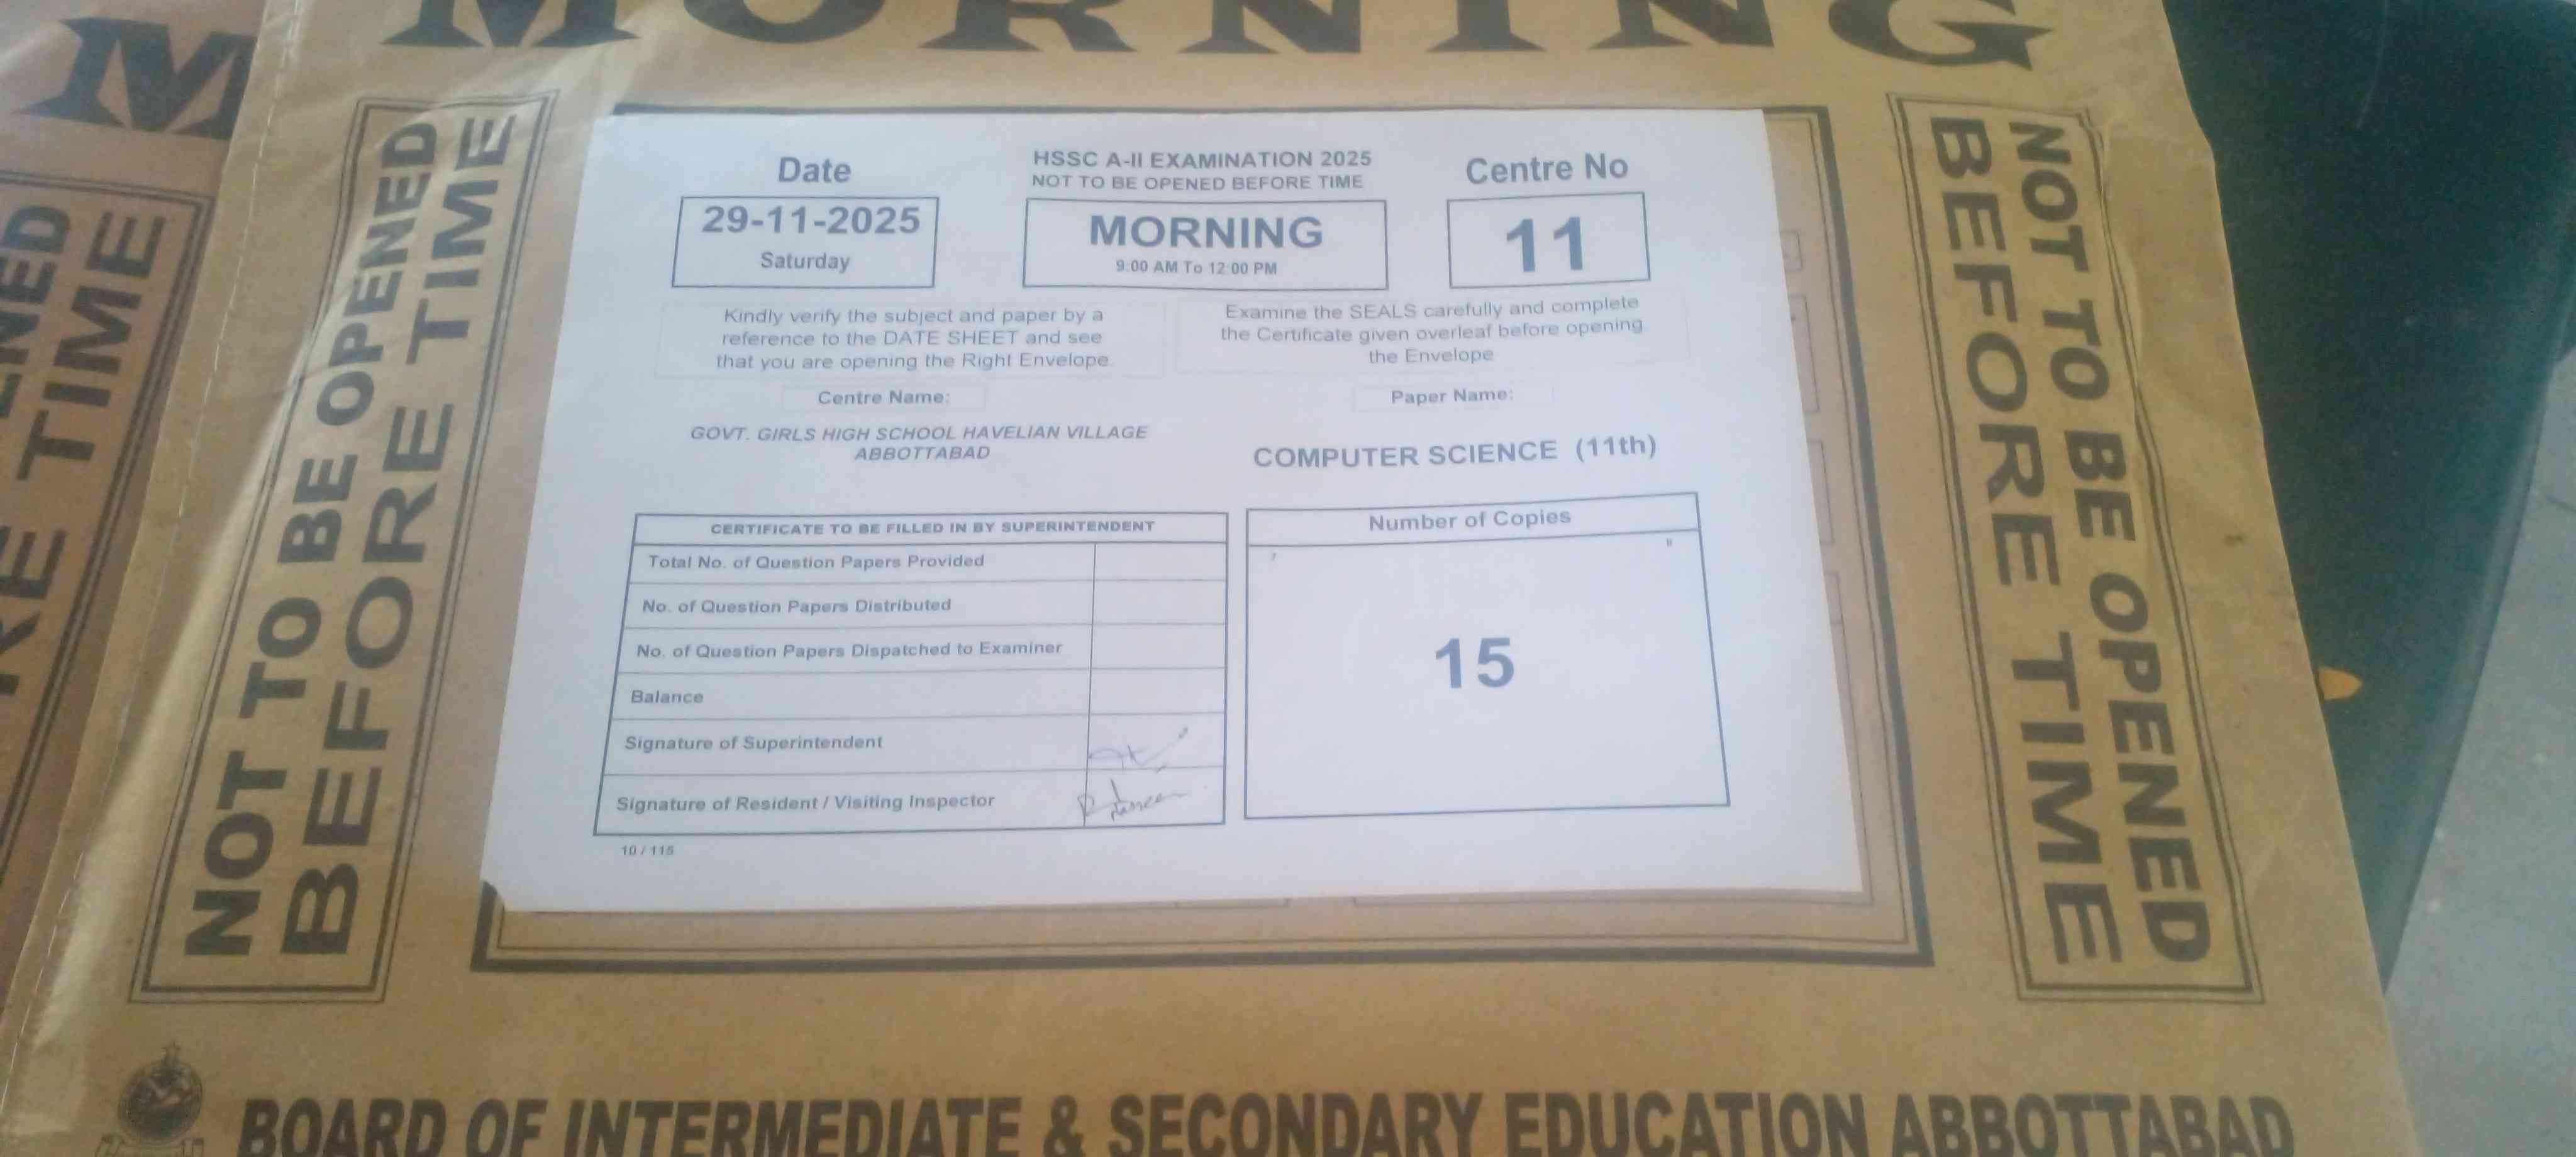 MORNING
M
NOT TO BE OPENED
BEFORE TIME
Date
29-11-2025
Saturday
HSSC A-II EXAMINATION 2025
NOT TO BE OPENED BEFORE TIME
MORNING
9:00 AM To 12:00 PM
Centre No
11
Kindly verify the subject and paper by a
reference to the DATE SHEET and see
that you are opening the Right Envelope
Examine the SEALS carefully and complete
the Certificate given overleaf before opening
the Envelope
Centre Name:
GOVT. GIRLS HIGH SCHOOL HAVELIAN VILLAGE
ABBOTTABAD
Paper Name:
COMPUTER SCIENCE (11th)
CERTIFICATE TO BE FILLED IN BY SUPERINTENDENT
Total No. of Question Papers Provided
No. of Question Papers Distributed
No. of Question Papers Dispatched to Examiner
Balance
Signature of Superintendent
Signature of Resident / Visiting Inspector
10 / 115
Number of Copies
15
NOT TO BE OPENED
BEFORE TIME
NED
RE TIME
BOARD OF INTERMEDIATE & SECONDARY EDUCATION ABBOTTABAD